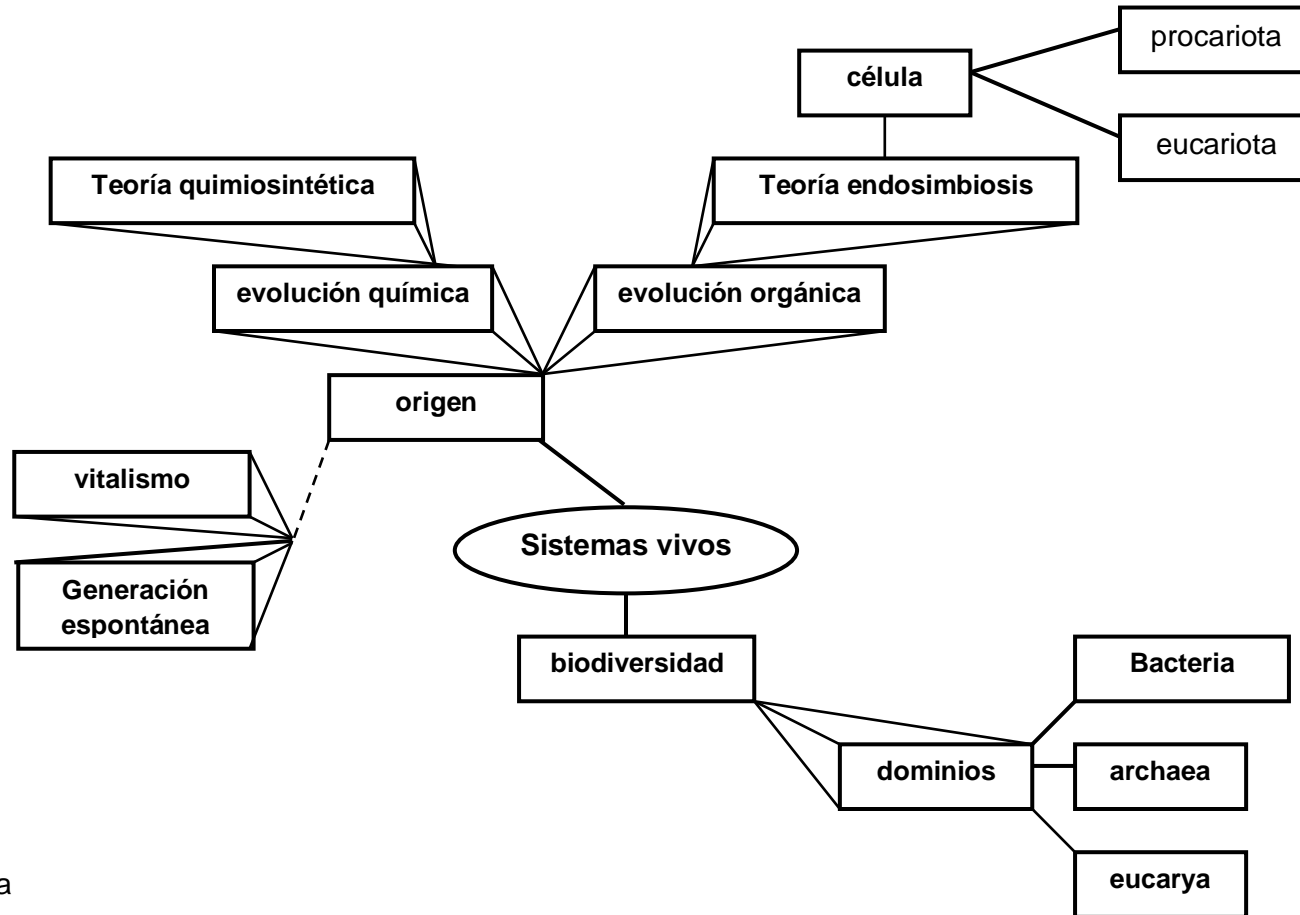 procariota
célula
eucariota
Teoría quimiosintética
Teoría endosimbiosis
evolución química
evolución orgánica
origen
vitalismo
Sistemas vivos
Generación
espontánea
biodiversidad
Bacteria
dominios
archaea
eucarya
a